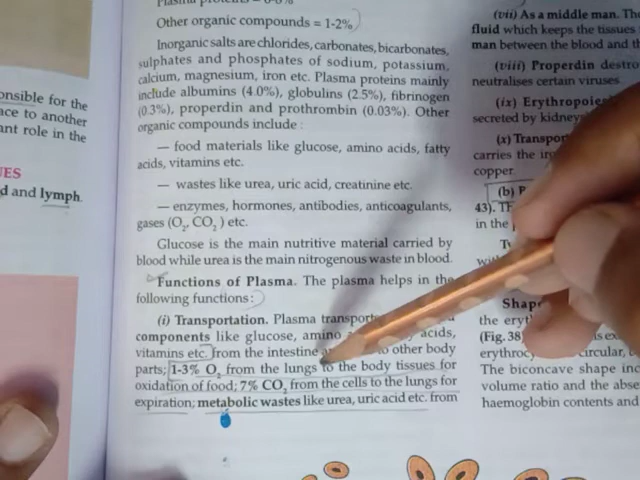 onsible for the
ace to another
ant role in the
UES
d and lymph.
Other organic compounds = 1-2%
Inorganic salts are chlorides, carbonates, bicarbonates,
sulphates and phosphates of sodium, potassium,
calcium, magnesium, iron etc. Plasma proteins mainly
include albumins (4.0%), globulins (2.5%), fibrinogen
(0.3%), properdin and prothrombin (0.03%). Other
organic compounds include :
— food materials like glucose, amino acids, fatty
acids, vitamins etc.
— wastes like urea, uric acid, creatinine etc.
— enzymes, hormones, antibodies, anticoagulants,
gases (O₂, CO₂) etc.
Glucose is the main nutritive material carried by
blood while urea is the main nitrogenous waste in blood.
Functions of Plasma. The plasma helps in the
following functions:
(i) Transportation. Plasma transport
components like glucose, amino acids,
vitamins etc. from the intestine to other body
parts; 1-3% O₂ from the lungs to the body tissues for
oxidation of food; 7% CO₂ from the cells to the lungs for
expiration; metabolic wastes like urea, uric acid etc. from
(vii) As a middle man. The
fluid which keeps the tissues
man between the blood and th
(viii) Properdin destro
neutralises certain viruses.
(ix) Erythropoie
secreted by kidney
(x) Transpor
carries the iro
copper.
(b) P
43). Th
in the
with
Shap
the eryt
(Fig. 38
erythroc circular,
The biconcave shape inc
volume ratio and the abse
haemoglobin contents and